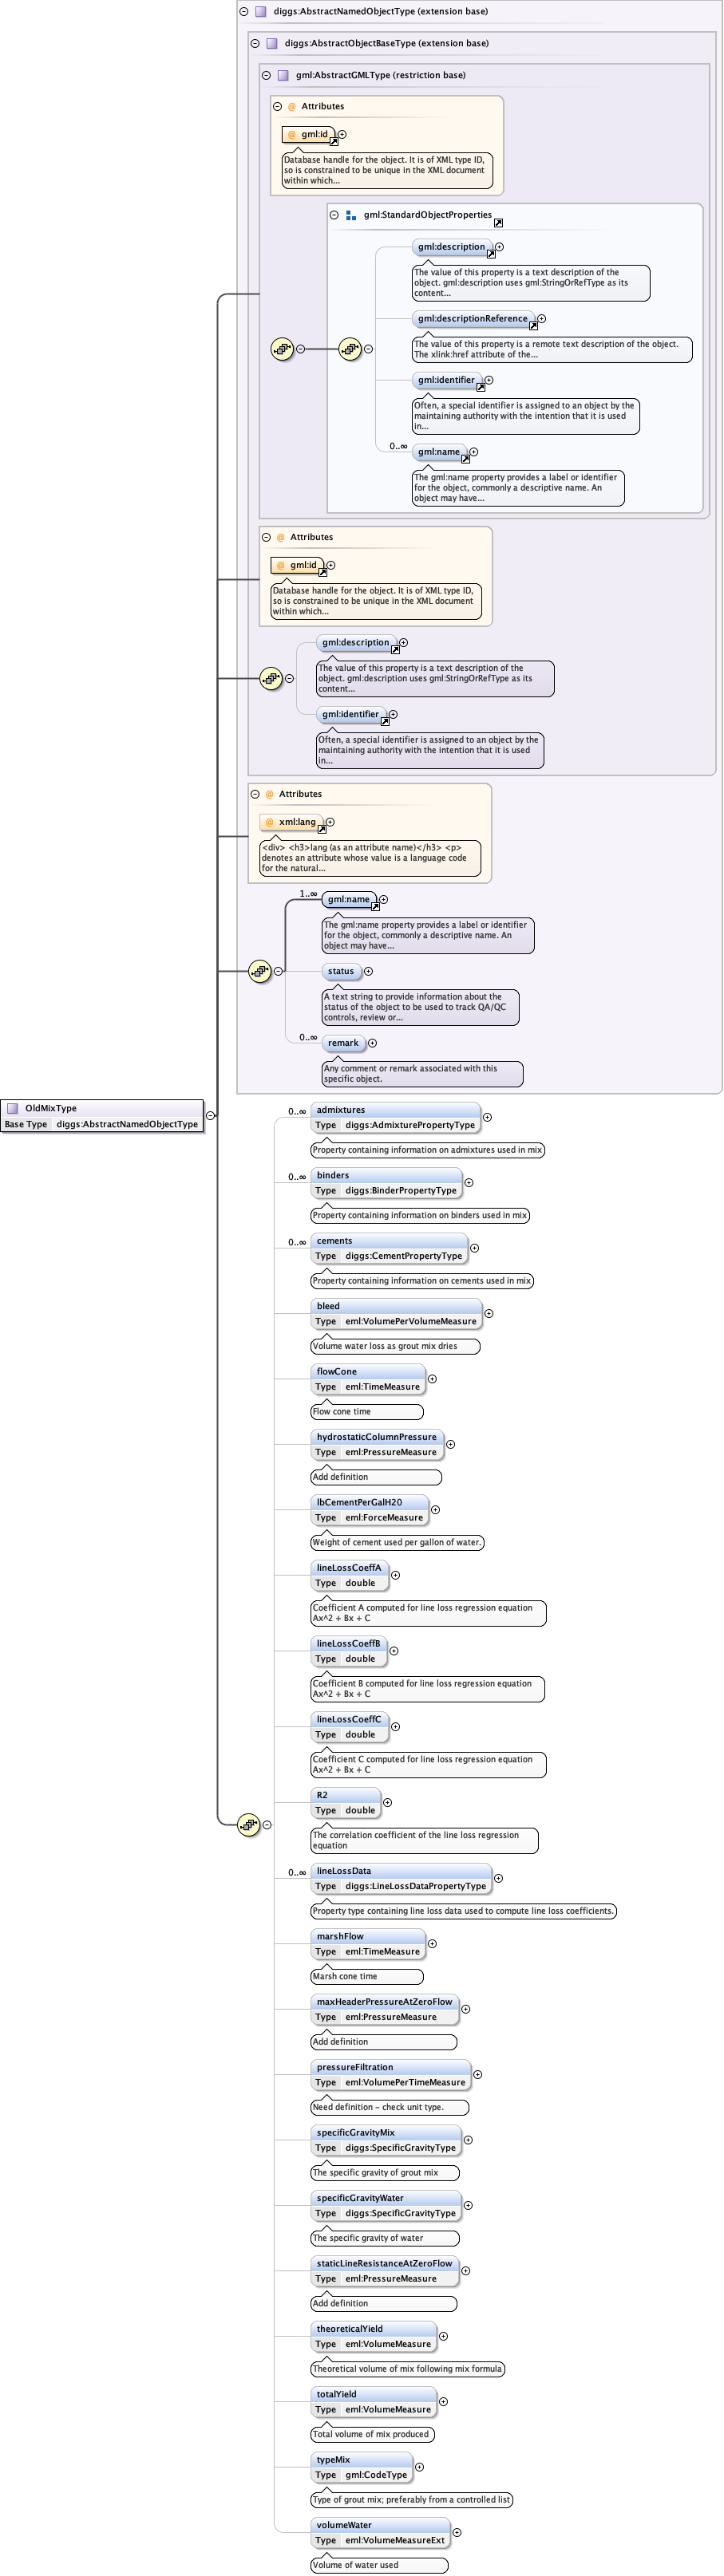 diggs:AbstractNamedObjectType (extension base)
diggs:AbstractObjectBaseType (extension base)
gml:AbstractGMLType (restriction base)
@ Attributes
@ gml:id
Database handle for the object. It is of XML type ID,
so is constrained to be unique in the XML document
within which...
gml:StandardObjectProperties
gml:description
The value of this property is a text description of the
object. gml:description uses gml:StringOrRefType as its
content...
gml:descriptionReference
The value of this property is a remote text description of the object.
The xlink:href attribute of the...
gml:identifier
Often, a special identifier is assigned to an object by the
maintaining authority with the intention that it is used
in...
0..∞
gml:name
The gml:name property provides a label or identifier
for the object, commonly a descriptive name. An
object may have...
@ Attributes
@ gml:id
Database handle for the object. It is of XML type ID,
so is constrained to be unique in the XML document
within which...
gml:description
The value of this property is a text description of the
object. gml:description uses gml:StringOrRefType as its
content...
gml:identifier
Often, a special identifier is assigned to an object by the
maintaining authority with the intention that it is used
in...
@ Attributes
@ xml:lang
<div> <h3>lang (as an attribute name)</h3> <p>
denotes an attribute whose value is a language code
for the natural...
1..∞
gml:name
The gml:name property provides a label or identifier
for the object, commonly a descriptive name. An
object may have...
status
A text string to provide information about the
status of the object to be used to track QA/QC
controls, review or...
0..∞
remark
Any comment or remark associated with this
specific object.
OldMixType
Base Type diggs:AbstractNamedObjectType
0..∞
admixtures
Type diggs:AdmixturePropertyType
Property containing information on admixtures used in mix
0..∞
binders
Type diggs:BinderPropertyType
Property containing information on binders used in mix
0..∞
cements
Type diggs:CementPropertyType
Property containing information on cements used in mix
bleed
Type eml:VolumePerVolumeMeasure
Volume water loss as grout mix dries
flowCone
Type eml:TimeMeasure
Flow cone time
hydrostaticColumnPressure
Type eml:PressureMeasure
Add definition
lbCementPerGalH20
Type eml:ForceMeasure
Weight of cement used per gallon of water.
lineLossCoeffA
Type double
Coefficient A computed for line loss regression equation
Ax^2 + Bx + C
lineLossCoeffB
Type double
Coefficient B computed for line loss regression equation
Ax^2 + Bx + C
lineLossCoeffC
Type double
Coefficient C computed for line loss regression equation
Ax^2 + Bx + C
R2
Type double
The correlation coefficient of the line loss regression
equation
0..∞
lineLossData
Type diggs:LineLossDataPropertyType
Property type containing line loss data used to compute line loss coefficients.
marshFlow
Type eml:TimeMeasure
Marsh cone time
maxHeaderPressureAtZeroFlow
Type eml:PressureMeasure
Add definition
pressureFiltration
Type eml:VolumePerTimeMeasure
Need definition - check unit type.
specificGravityMix
Type diggs:SpecificGravityType
The specific gravity of grout mix
specificGravityWater
Type diggs:SpecificGravityType
The specific gravity of water
staticLineResistanceAtZeroFlow
Type eml:PressureMeasure
Add definition
theoreticalYield
Type eml:VolumeMeasure
Theoretical volume of mix following mix formula
totalYield
Type eml:VolumeMeasure
Total volume of mix produced
typeMix
Type gml:CodeType
Type of grout mix; preferably from a controlled list
volumeWater
Type eml:VolumeMeasureExt
Volume of water used